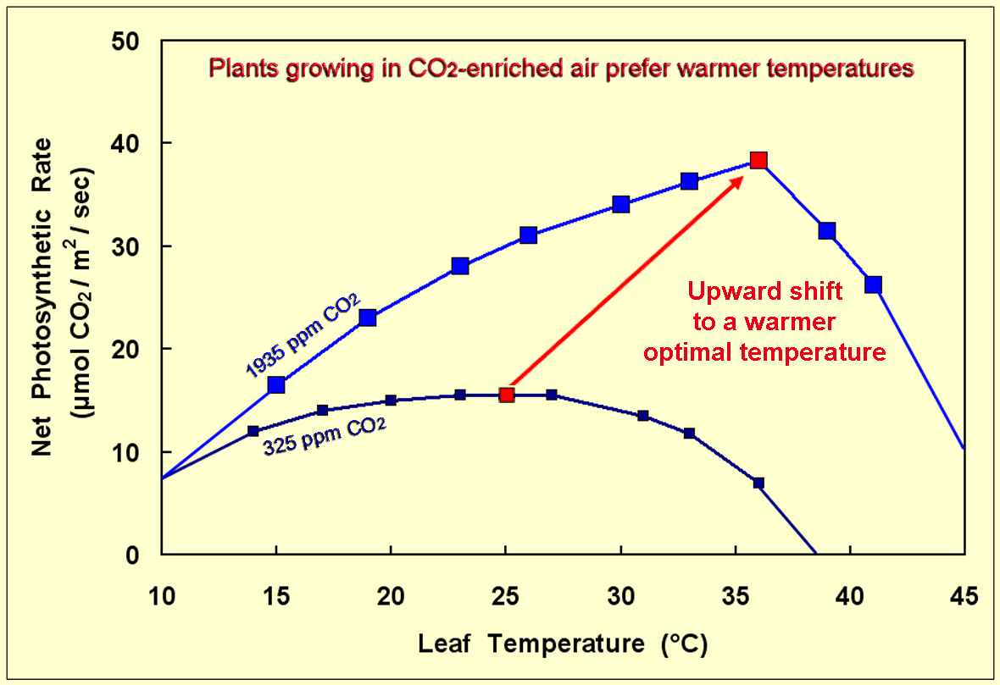 Plants growing in CO2-enriched air prefer warmer temperatures
50
40
30
20
10
0
Net Photosynthetic Rate
(µmol CO2 / m² / sec)
1935 ppm CO2
325 ppm CO2
Upward shift
to a warmer
optimal temperature
10 15 20 25 30 35 40 45
Leaf Temperature (°C)